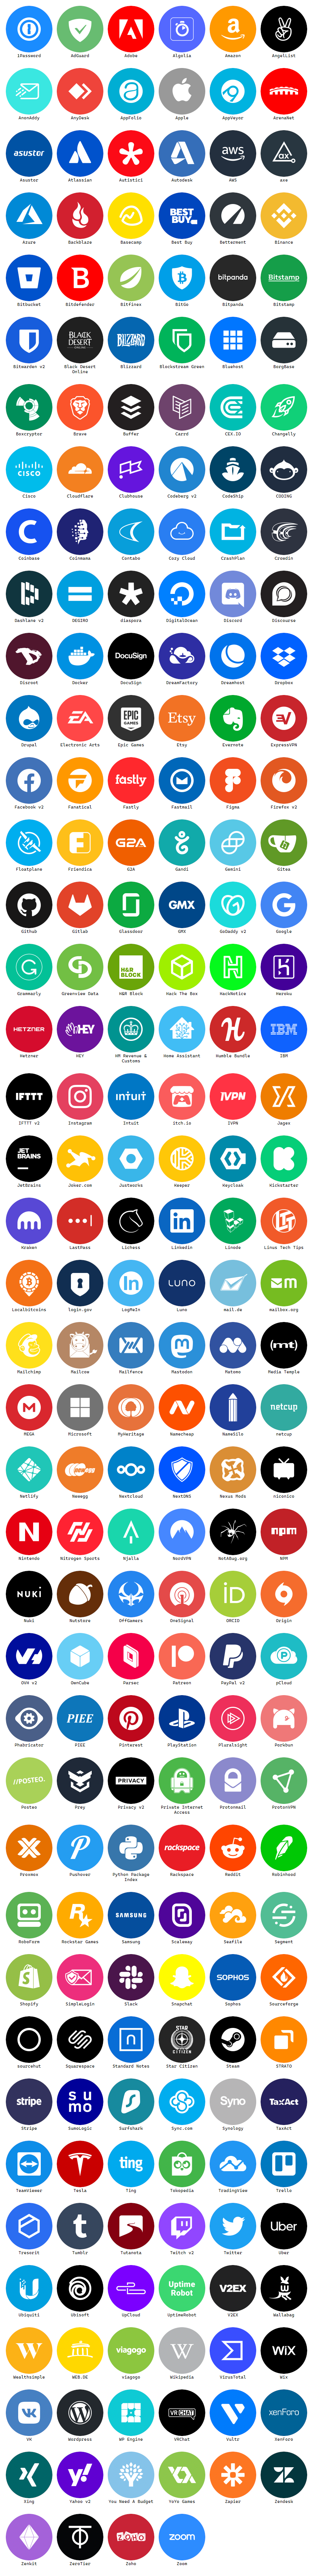 1Password AdGuard Adobe Algolia Amazon AngelList
AnonAddy AnyDesk AppFolio Apple AppVeyor ArenaNet
asustor aws ax
Asustor Atlassian Autistici Autodesk AWS axe
BEST BUY
Azure Backblaze Basecamp Best Buy Betterment Binance
B bitpanda Bitstamp
Bitbucket Bitdefender Bitfinex BitGo Bitpanda Bitstamp
BLACK DESERT ONLINE BLIZZARD
Bitwarden v2 Black Desert Online Blizzard Blockstream Green Bluehost BorgBase
Boxcryptor Brave Buffer Carrd CEX.IO Changelly
CISCO
Cisco Cloudflare Clubhouse Codeberg v2 CodeShip CODING
C
Coinbase Coinmama Contabo Cozy Cloud CrashPlan Crowdin
Dashlane v2 DEGIRO diaspora DigitalOcean Discord Discourse
DocuSign
Disroot Docker DocuSign DreamFactory DreamHost Dropbox
EA EPIC GAMES Etsy
Drupal Electronic Arts Epic Games Etsy Evernote ExpressVPN
fastly
Facebook v2 Fanatical Fastly Fastmail Figma Firefox v2
G2A
Floatplane Friendica G2A Gandi Gemini Gitea
GMX G
Github Gitlab Glassdoor GMX GoDaddy v2 Google
H&R BLOCK
Grammarly Greenview Data H&R Block Hack The Box HackNotice Heroku
HETZNER HEY H IBM
Hetzner HEY HM Revenue & Customs Home Assistant Humble Bundle IBM
IFTTT intuit IVPN
IFTTT v2 Instagram Intuit itch.io IVPN Jagex
JET BRAINS K
JetBrains Joker.com Justworks Keeper Keycloak Kickstarter
in
Kraken LastPass Lichess Linkedin Linode Linus Tech Tips
In LUNO m
Localbitcoins login.gov LogMeIn Luno mail.de mailbox.org
(mt)
Mailchimp Mailcow Mailfence Mastodon Matomo Media Temple
M netcup
MEGA Microsoft MyHeritage Namecheap NameSilo netcup
newegg
Netlify Newegg Nextcloud NextDNS Nexus Mods niconico
N npm
Nintendo Nitrogen Sports Njalla NordVPN NotABug.org NPM
NUKI iD
Nuki Nutstore OffGamers OneSignal ORCID Origin
OVH v2 OwnCube Parsec Patreon PayPal v2 pCloud
PIEE
Phabricator PIEE Pinterest PlayStation Pluralsight Porkbun
//POSTEO. PRIVACY
Posteo Prey Privacy v2 Private Internet Access Protonmail ProtonVPN
rackspace
Proxmox Pushover Python Package Index Rackspace Reddit Robinhood
R SAMSUNG
RoboForm Rockstar Games Samsung Scaleway Seafile Segment
SOPHOS
Shopify SimpleLogin Slack Snapchat Sophos Sourceforge
STAR CITIZEN
sourcehut Squarespace Standard Notes Star Citizen Steam STRATO
stripe sumo Syno TaxAct
Stripe SumoLogic Surfshark Sync.com Synology TaxAct
ting
TeamViewer Tesla Ting Tokopedia TradingView Trello
t Uber
Tresorit Tumblr Tutanota Twitch v2 Twitter Uber
Uptime Robot V2EX
Ubiquiti Ubisoft UpCloud UptimeRobot V2EX Wallabag
W viagogo W WiX
Wealthsimple WEB.DE viagogo Wikipedia VirusTotal Wix
VRCHAT xenForo
VK Wordpress WP Engine VRChat Vultr XenForo
Y!
Xing Yahoo v2 You Need A Budget YoYo Games Zapier Zendesk
ZOHO zoom
Zenkit ZeroTier Zoho Zoom